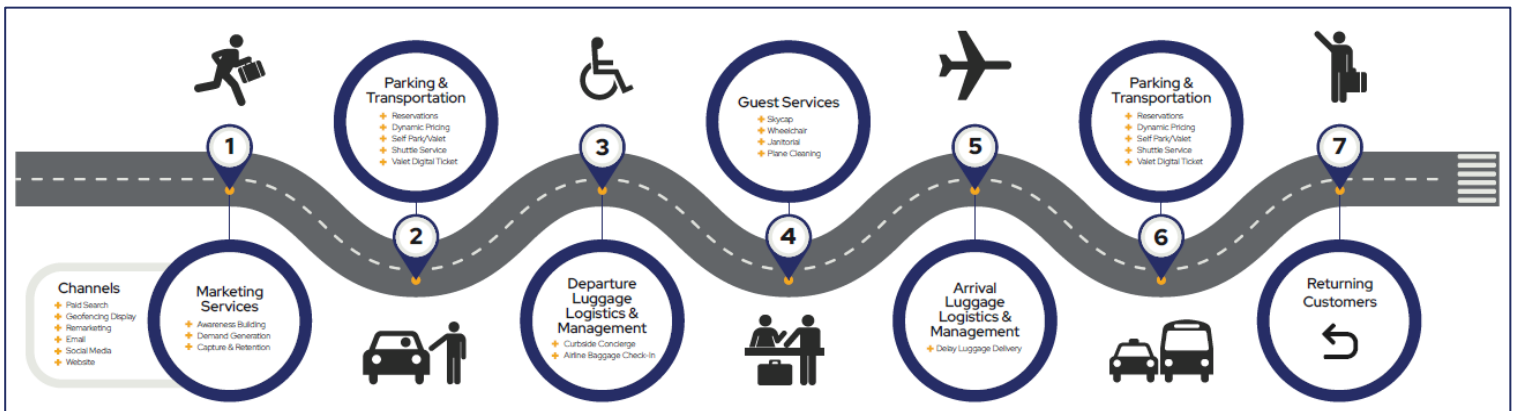 1
Parking &
Transportation
Reservations
Dynamic Pricing
Self Park/Valet
Shuttle Service
Valet Digital Ticket
3
Guest Services
Skycap
Wheelchair
Janitorial
Plane Cleaning
5
Parking &
Transportation
Reservations
Dynamic Pricing
Self Park/Valet
Shuttle Service
Valet Digital Ticket
7
2
4
6
Channels
Paid Search
Geofencing Display
Remarketing
Email
Social Media
Website
Marketing
Services
Awareness Building
Demand Generation
Capture & Retention
Departure
Luggage
Logistics &
Management
Curbside Concierge
Airline Baggage Check-In
Arrival
Luggage
Logistics &
Management
Delay Luggage Delivery
Returning
Customers